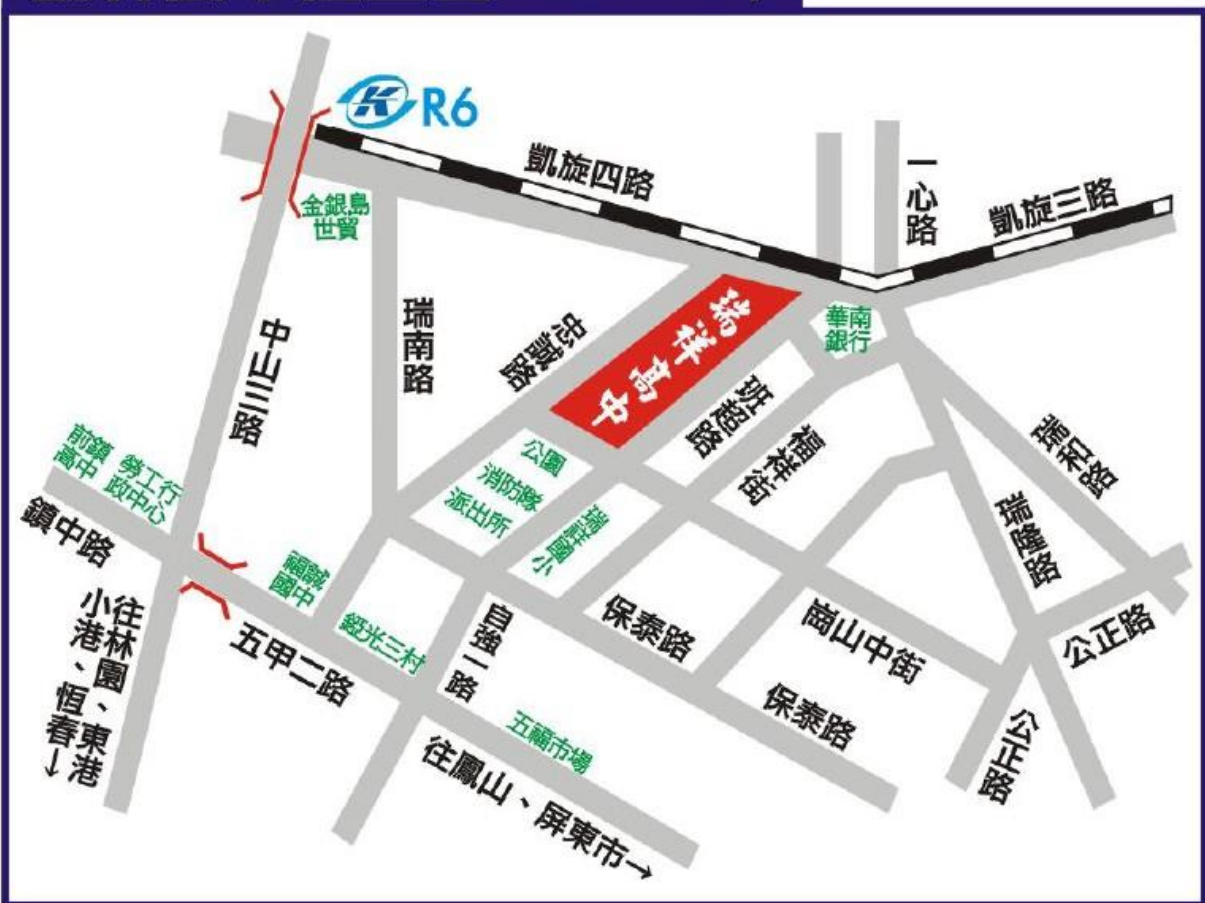 R6
凱旋四路
一心路
凱旋三路
金銀島
世貿
瑞南路
忠誠路
瑞祥高中
華南
銀行
中山三路
班超路
福祥街
瑞和路
前鎮
高中
勞工行
政中心
公園
消防隊
派出所
瑞祥國小
瑞隆路
鎮中路
福誠
國中
往林園、東港
小港、恆春↓
五甲二路
錏光三村
自強一路
保泰路
崗山中街
公正路
保泰路
公正路
五福市場
往鳳山、屏東市→